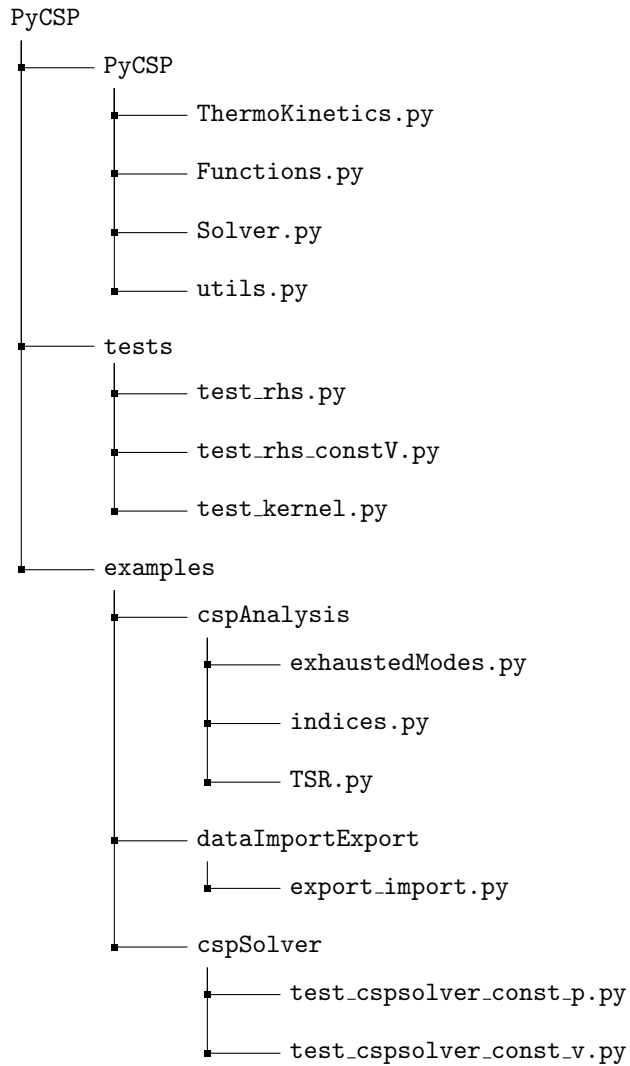 PyCSP
PyCSP
ThermoKinetics.py
Functions.py
Solver.py
utils.py
tests
test_rhs.py
test_rhs_constV.py
test_kernel.py
examples
cspAnalysis
exhaustedModes.py
indices.py
TSR.py
dataImportExport
export_import.py
cspSolver
test_cspsolver_const_p.py
test_cspsolver_const_v.py